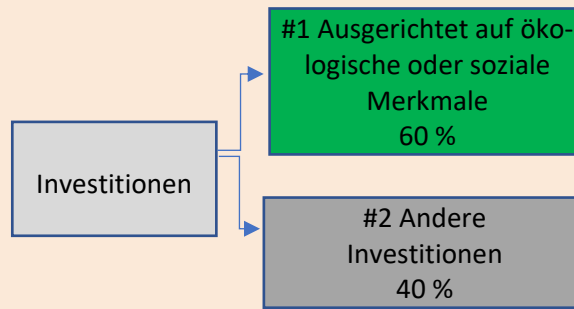 #1 Ausgerichtet auf öko-
logische oder soziale
Merkmale
60 %
Investitionen
#2 Andere
Investitionen
40 %